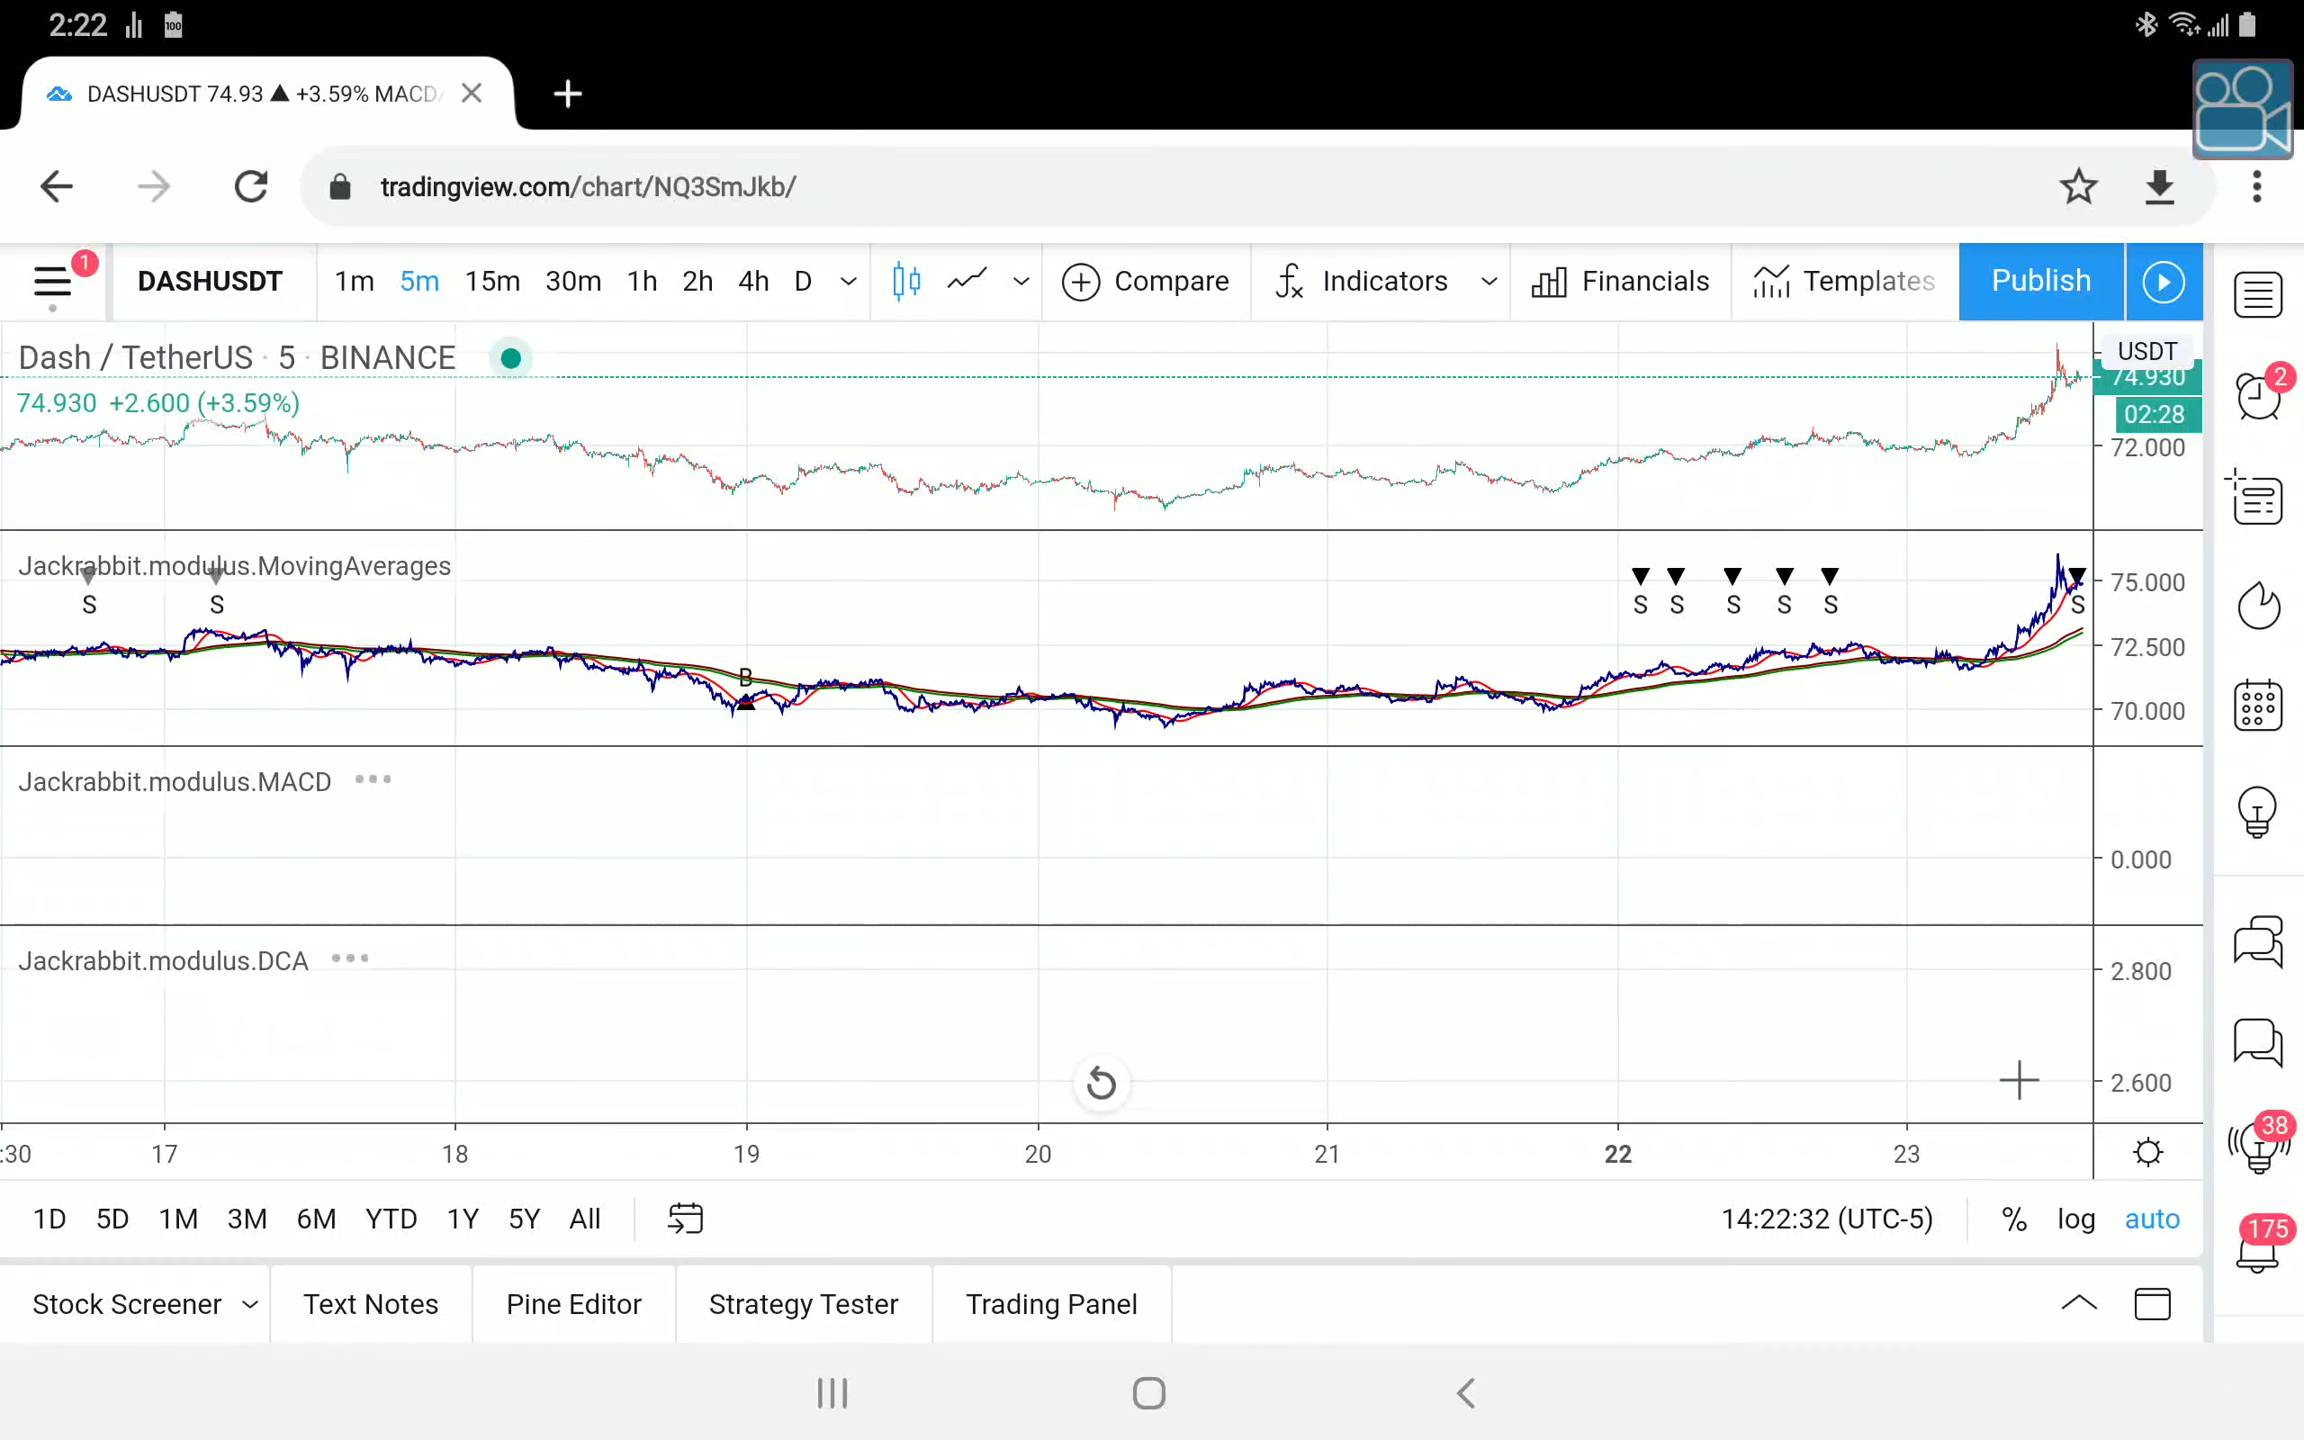 2:22 100
DASHUSDT 74.93 ▲ +3.59% MACD/
tradingview.com/chart/NQ3SmJkb/
1 DASHUSDT 1m 5m 15m 30m 1h 2h 4h D Compare Indicators Financials Templates Publish
Dash / TetherUS · 5 · BINANCE
USDT
74.930
74.930 +2.600 (+3.59%)
02:28
72.000
2
Jackrabbit.modulus.MovingAverages
75.000
S S S S S S S S
72.500
B
70.000
Jackrabbit.modulus.MACD
0.000
Jackrabbit.modulus.DCA
2.800
2.600
:30 17 18 19 20 21 22 23
38
1D 5D 1M 3M 6M YTD 1Y 5Y All 14:22:32 (UTC-5) % log auto
175
Stock Screener Text Notes Pine Editor Strategy Tester Trading Panel